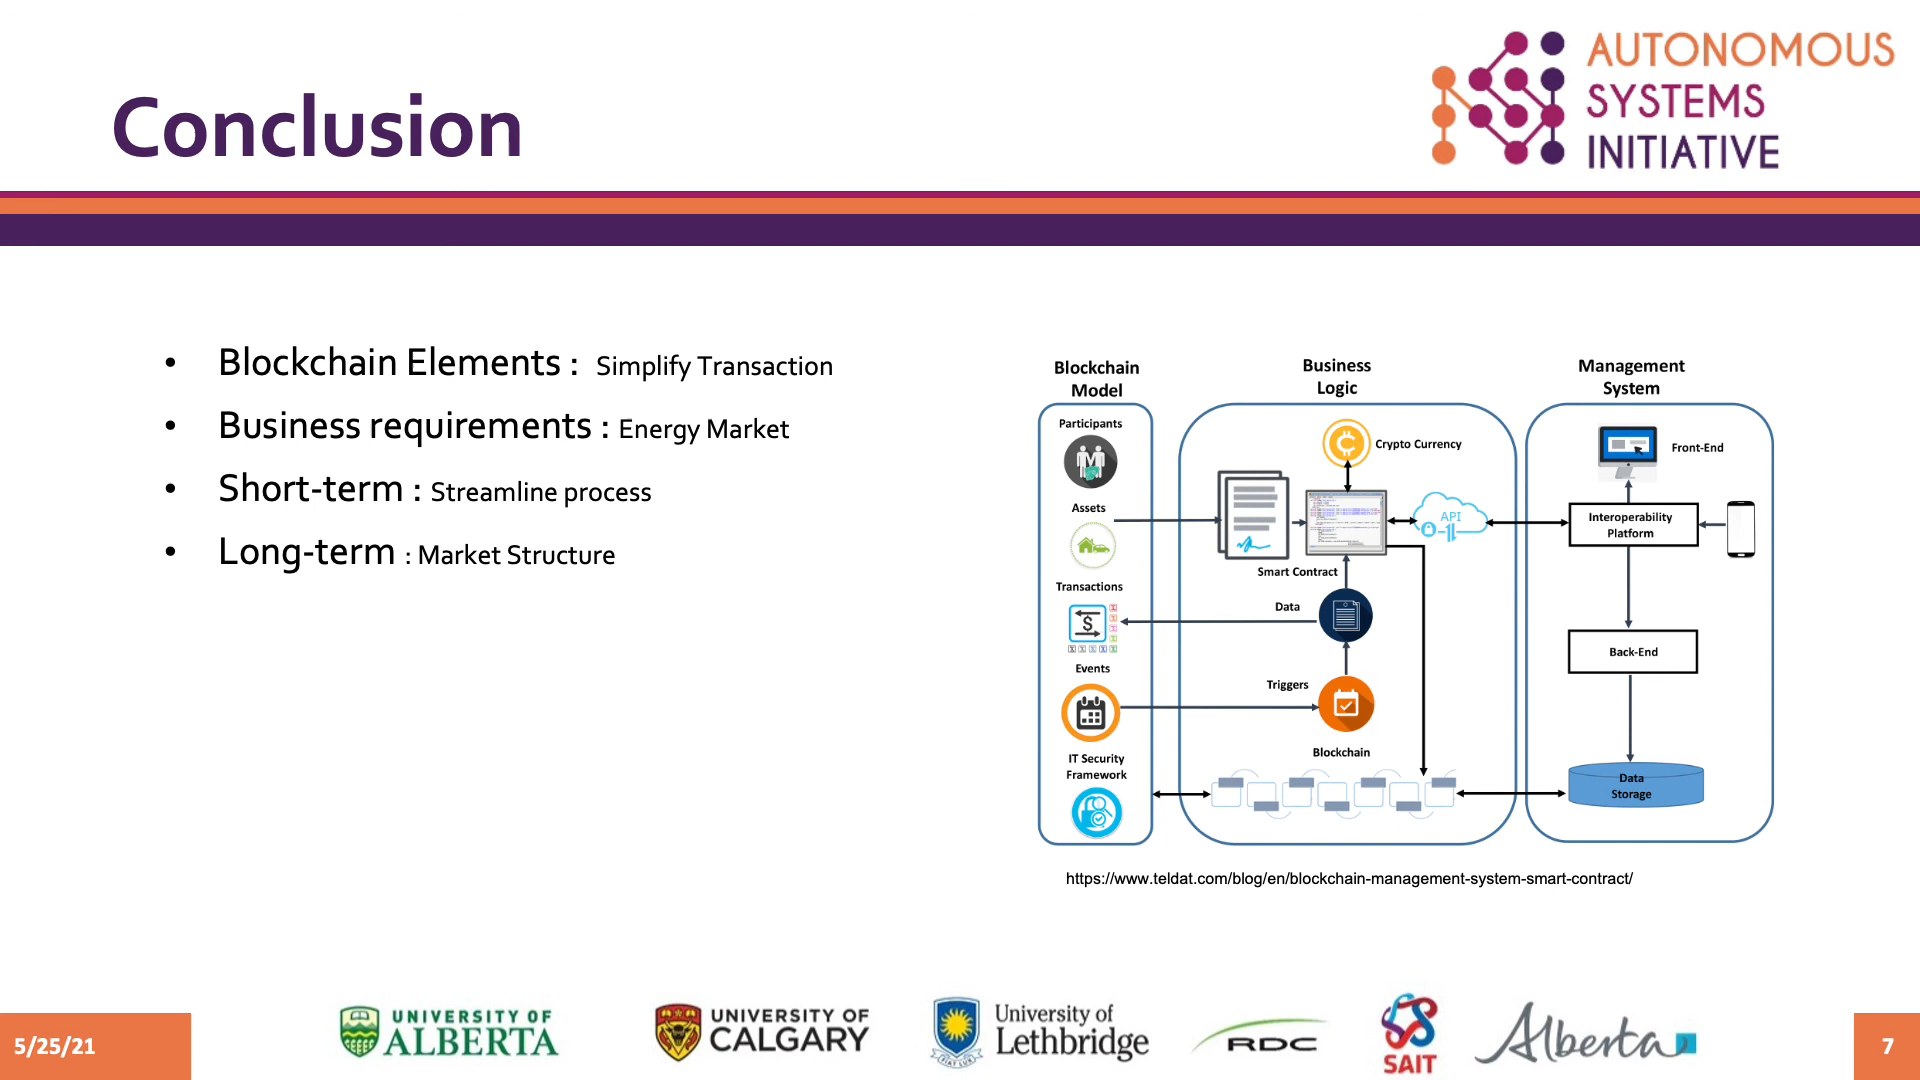 Conclusion
AUTONOMOUS
SYSTEMS
INITIATIVE
• Blockchain Elements : Simplify Transaction
• Business requirements : Energy Market
• Short-term : Streamline process
• Long-term : Market Structure
Blockchain
Model
Participants
Assets
Transactions
Events
IT Security
Framework
Business
Logic
Crypto Currency
API
Smart Contract
Data
Triggers
Blockchain
Management
System
Front-End
Interoperability
Platform
Back-End
Data
Storage
https://www.teldat.com/blog/en/blockchain-management-system-smart-contract/
5/25/21
UNIVERSITY OF
ALBERTA
UNIVERSITY OF
CALGARY
FIAT LUX
University of
Lethbridge
RDC
SAIT
Alberta
7